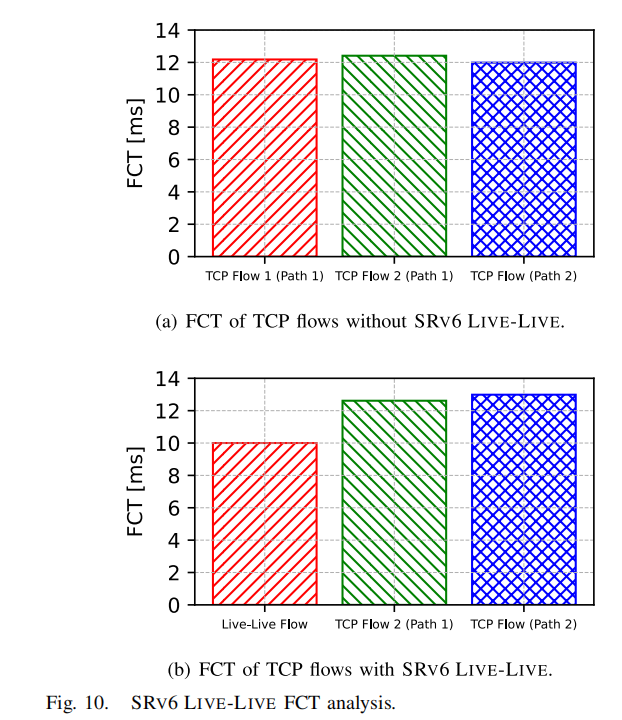 14
12
10
8
6
4
2
0
FCT [ms]
TCP Flow 1 (Path 1) TCP Flow 2 (Path 1) TCP Flow (Path 2)
(a) FCT of TCP flows without SRV6 LIVE-LIVE.
14
12
10
8
6
4
2
0
FCT [ms]
Live-Live Flow TCP Flow 2 (Path 1) TCP Flow (Path 2)
(b) FCT of TCP flows with SRV6 LIVE-LIVE.
Fig. 10. SRV6 LIVE-LIVE FCT analysis.